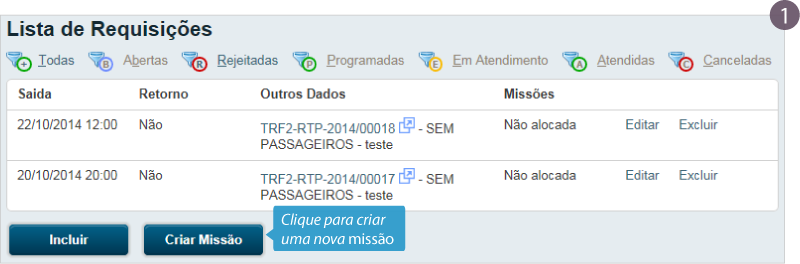 1
Lista de Requisições
+ Todas B Abertas R Rejeitadas P Programadas E Em Atendimento A Atendidas C Canceladas
Saida Retorno Outros Dados Missões
22/10/2014 12:00 Não TRF2-RTP-2014/00018 - SEM Não alocada Editar Excluir
PASSAGEIROS - teste
20/10/2014 20:00 Não TRF2-RTP-2014/00017 - SEM Não alocada Editar Excluir
PASSAGEIROS - teste
Incluir Criar Missão Clique para criar
uma nova missão